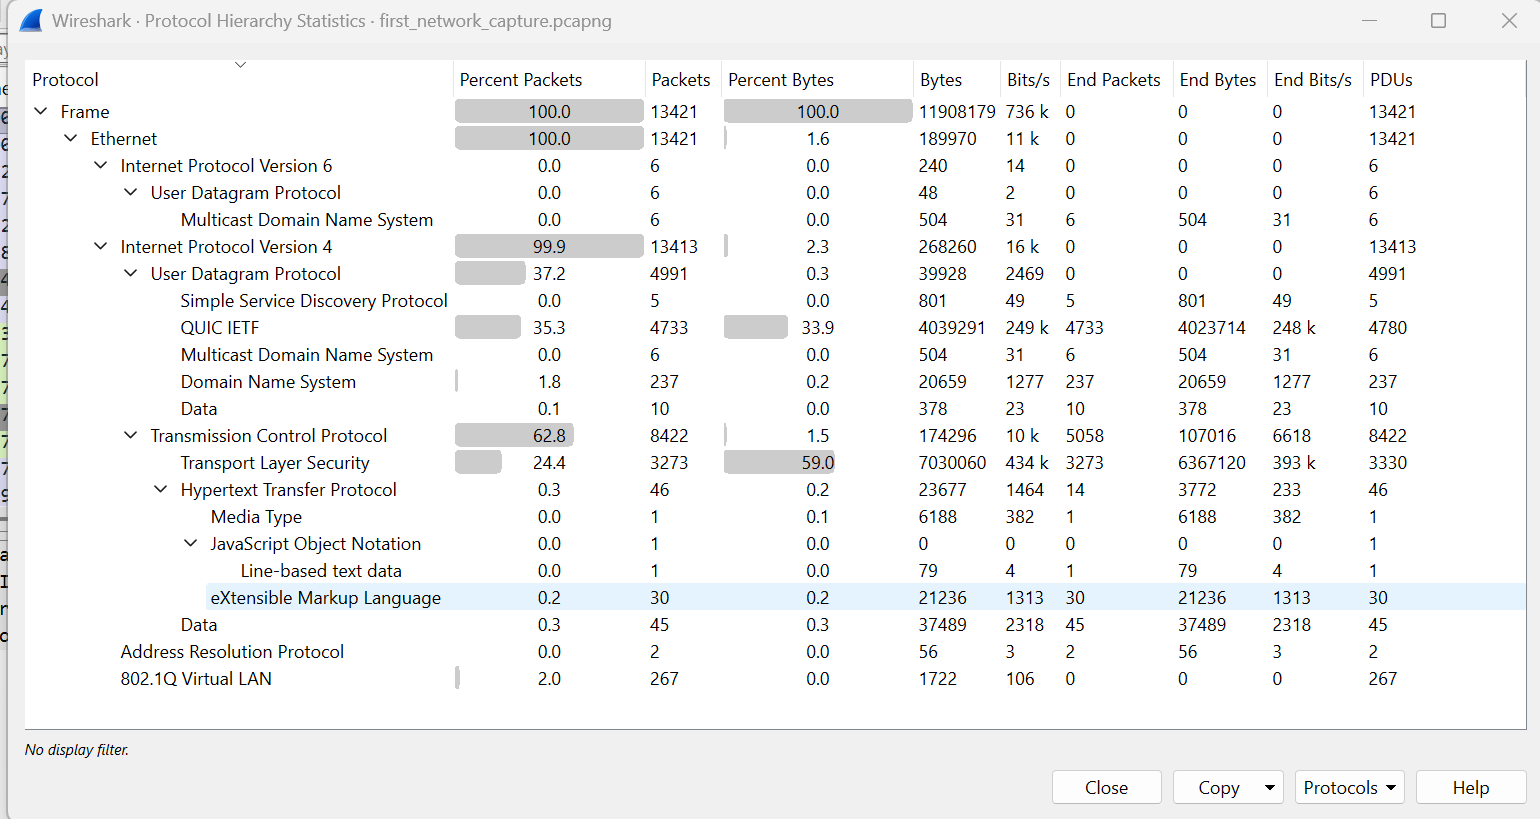 Wireshark · Protocol Hierarchy Statistics · first_network_capture.pcapng
Protocol Percent Packets Packets Percent Bytes Bytes Bits/s End Packets End Bytes End Bits/s PDUs
Frame 100.0 13421 100.0 11908179 736 k 0 0 0 13421
Ethernet 100.0 13421 1.6 189970 11 k 0 0 0 13421
Internet Protocol Version 6 0.0 6 0.0 240 14 0 0 0 6
User Datagram Protocol 0.0 6 0.0 48 2 0 0 0 6
Multicast Domain Name System 0.0 6 0.0 504 31 6 504 31 6
Internet Protocol Version 4 99.9 13413 2.3 268260 16 k 0 0 0 13413
User Datagram Protocol 37.2 4991 0.3 39928 2469 0 0 0 4991
Simple Service Discovery Protocol 0.0 5 0.0 801 49 5 801 49 5
QUIC IETF 35.3 4733 33.9 4039291 249 k 4733 4023714 248 k 4780
Multicast Domain Name System 0.0 6 0.0 504 31 6 504 31 6
Domain Name System 1.8 237 0.2 20659 1277 237 20659 1277 237
Data 0.1 10 0.0 378 23 10 378 23 10
Transmission Control Protocol 62.8 8422 1.5 174296 10 k 5058 107016 6618 8422
Transport Layer Security 24.4 3273 59.0 7030060 434 k 3273 6367120 393 k 3330
Hypertext Transfer Protocol 0.3 46 0.2 23677 1464 14 3772 233 46
Media Type 0.0 1 0.1 6188 382 1 6188 382 1
JavaScript Object Notation 0.0 1 0.0 0 0 0 0 0 1
Line-based text data 0.0 1 0.0 79 4 1 79 4 1
eXtensible Markup Language 0.2 30 0.2 21236 1313 30 21236 1313 30
Data 0.3 45 0.3 37489 2318 45 37489 2318 45
Address Resolution Protocol 0.0 2 0.0 56 3 2 56 3 2
802.1Q Virtual LAN 2.0 267 0.0 1722 106 0 0 0 267
No display filter.
Close Copy Protocols Help